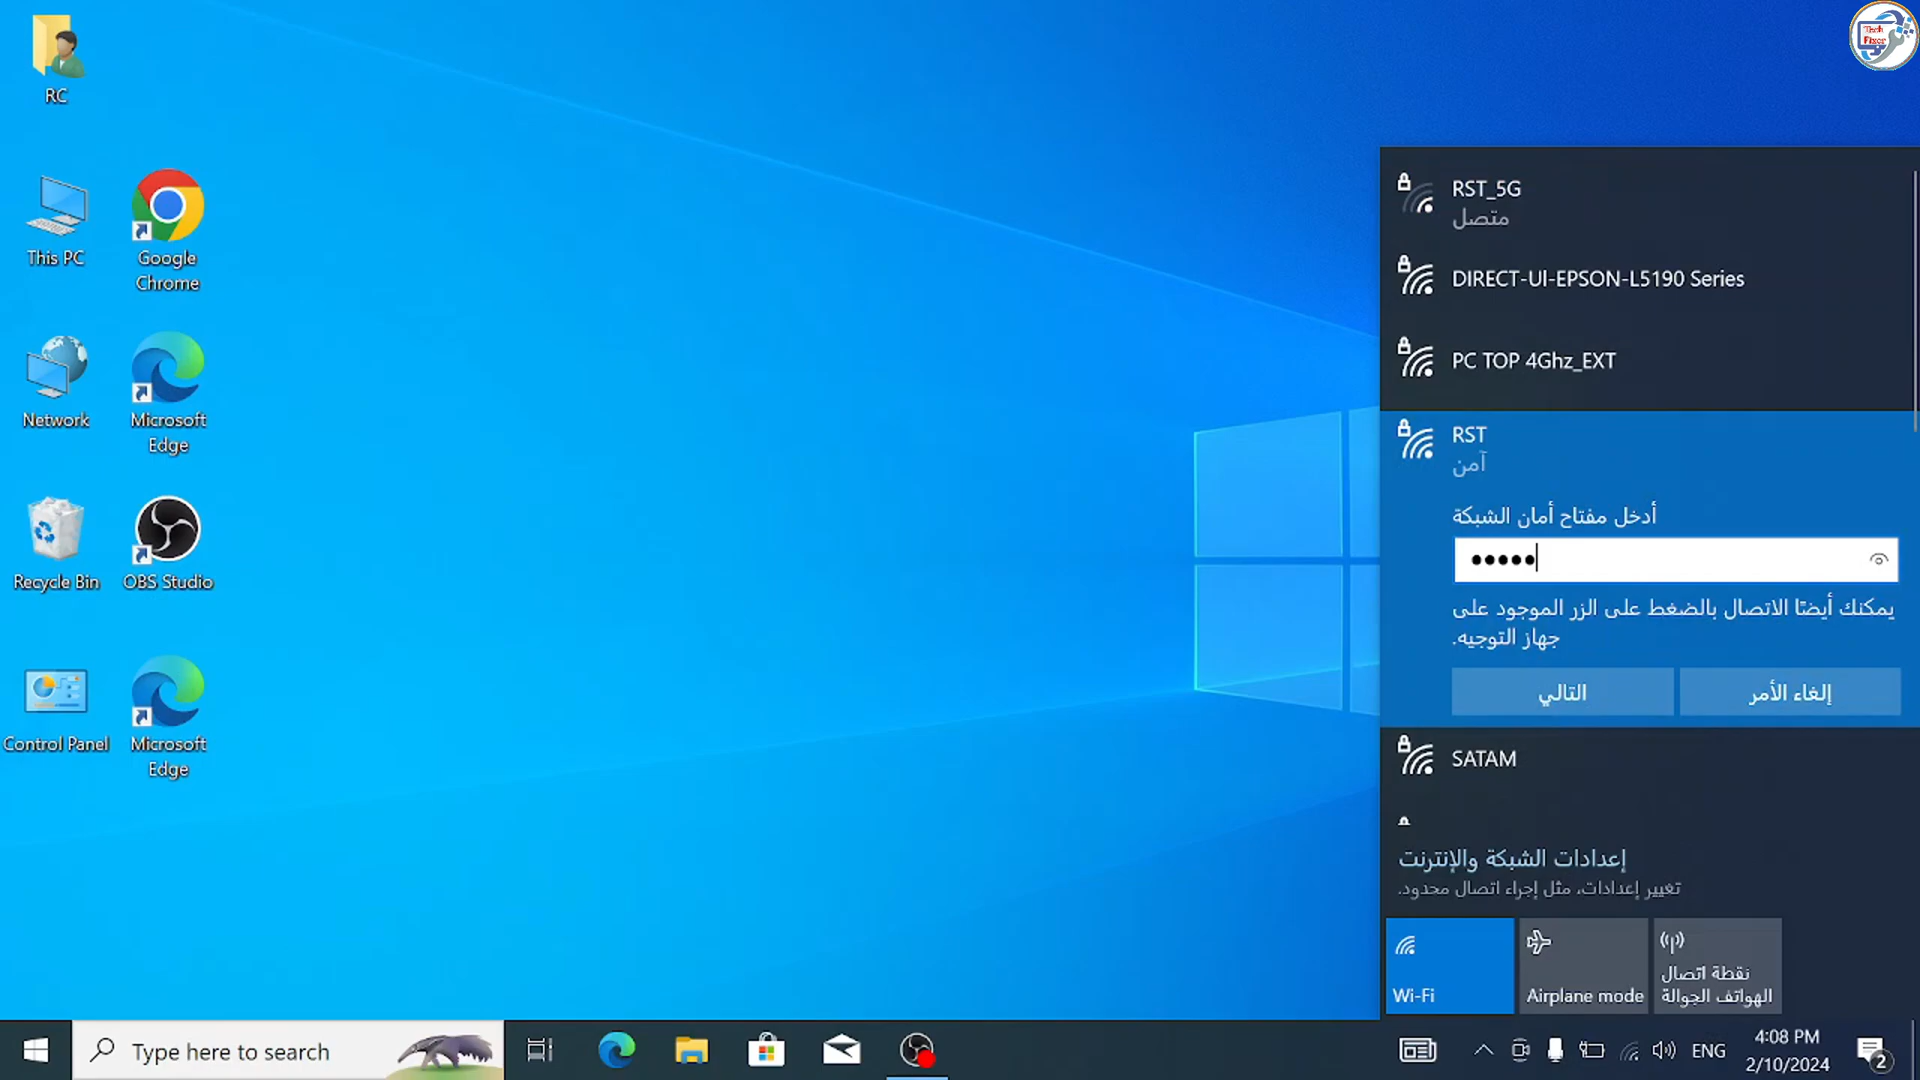 Tech
Fixer
RC
This PC
Google
Chrome
Network
Microsoft
Edge
Recycle Bin
OBS Studio
Control Panel
Microsoft
Edge
RST_5G
متصل
DIRECT-UI-EPSON-L5190 Series
PC TOP 4Ghz_EXT
RST
آمن
أدخل مفتاح أمان الشبكة
•••••
يمكنك أيضًا الاتصال بالضغط على الزر الموجود على
جهاز التوجيه.
التالي
إلغاء الأمر
SATAM
إعدادات الشبكة والإنترنت
تغيير إعدادات، مثل إجراء اتصال محدود.
Wi-Fi
Airplane mode
نقطة اتصال
الهواتف الجوالة
Type here to search
ENG
4:08 PM
2/10/2024
2